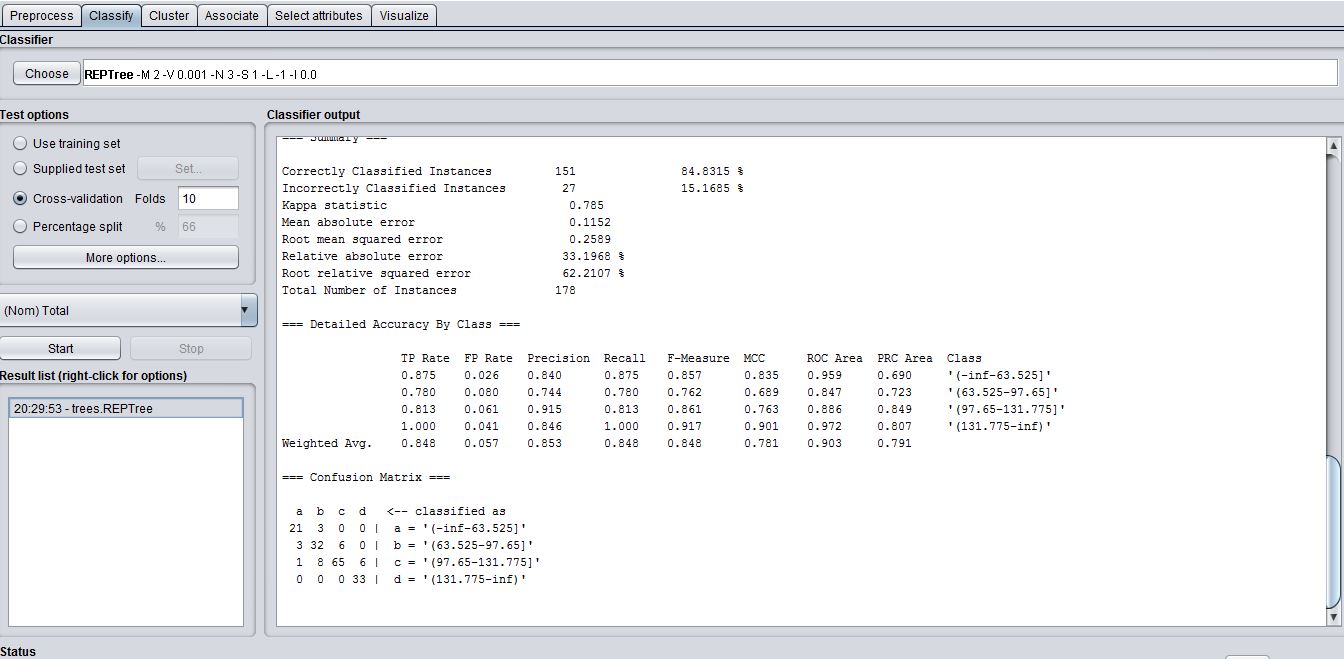 Preprocess Classify Cluster Associate Select attributes Visualize
Classifier
Choose REPTree -M 2 -V 0.001 -N 3 -S 1 -L -1 -I 0.0
Test options
Use training set
Supplied test set Set...
Cross-validation Folds 10
Percentage split % 66
More options...
(Nom) Total
Start Stop
Result list (right-click for options)
20:29:53 - trees.REPTree
Classifier output
=== Summary ===
Correctly Classified Instances 151 84.8315 %
Incorrectly Classified Instances 27 15.1685 %
Kappa statistic 0.785
Mean absolute error 0.1152
Root mean squared error 0.2589
Relative absolute error 33.1968 %
Root relative squared error 62.2107 %
Total Number of Instances 178
=== Detailed Accuracy By Class ===
TP Rate FP Rate Precision Recall F-Measure MCC ROC Area PRC Area Class
0.875 0.026 0.840 0.875 0.857 0.835 0.959 0.690 '(-inf-63.525]'
0.780 0.080 0.744 0.780 0.762 0.689 0.847 0.723 '(63.525-97.65]'
0.813 0.061 0.915 0.813 0.861 0.763 0.886 0.849 '(97.65-131.775]'
1.000 0.041 0.846 1.000 0.917 0.901 0.972 0.807 '(131.775-inf)'
Weighted Avg. 0.848 0.057 0.853 0.848 0.848 0.781 0.903 0.791
=== Confusion Matrix ===
a b c d <-- classified as
21 3 0 0 | a = '(-inf-63.525]'
3 32 6 0 | b = '(63.525-97.65]'
1 8 65 6 | c = '(97.65-131.775]'
0 0 0 33 | d = '(131.775-inf)'
Status